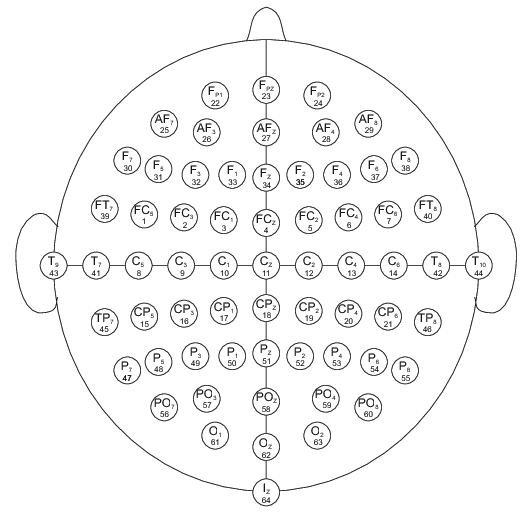 FP1 FPZ FP2
22 23 24
AF7 AF3 AFZ AF4 AF8
25 26 27 28 29
F7 F5 F3 F1 FZ F2 F4 F6 F8
30 31 32 33 34 35 36 37 38
FT7 FC5 FC3 FC1 FCZ FC2 FC4 FC6 FT8
39 1 2 3 4 5 6 7 40
T9 T7 C5 C3 C1 CZ C2 C4 C6 T8 T10
43 41 8 9 10 11 12 13 14 42 44
TP7 CP5 CP3 CP1 CPZ CP2 CP4 CP6 TP8
45 15 16 17 18 19 20 21 46
P7 P5 P3 P1 PZ P2 P4 P6 P8
47 48 49 50 51 52 53 54 55
PO7 PO3 POZ PO4 PO8
56 57 58 59 60
O1 OZ O2
61 62 63
IZ
64